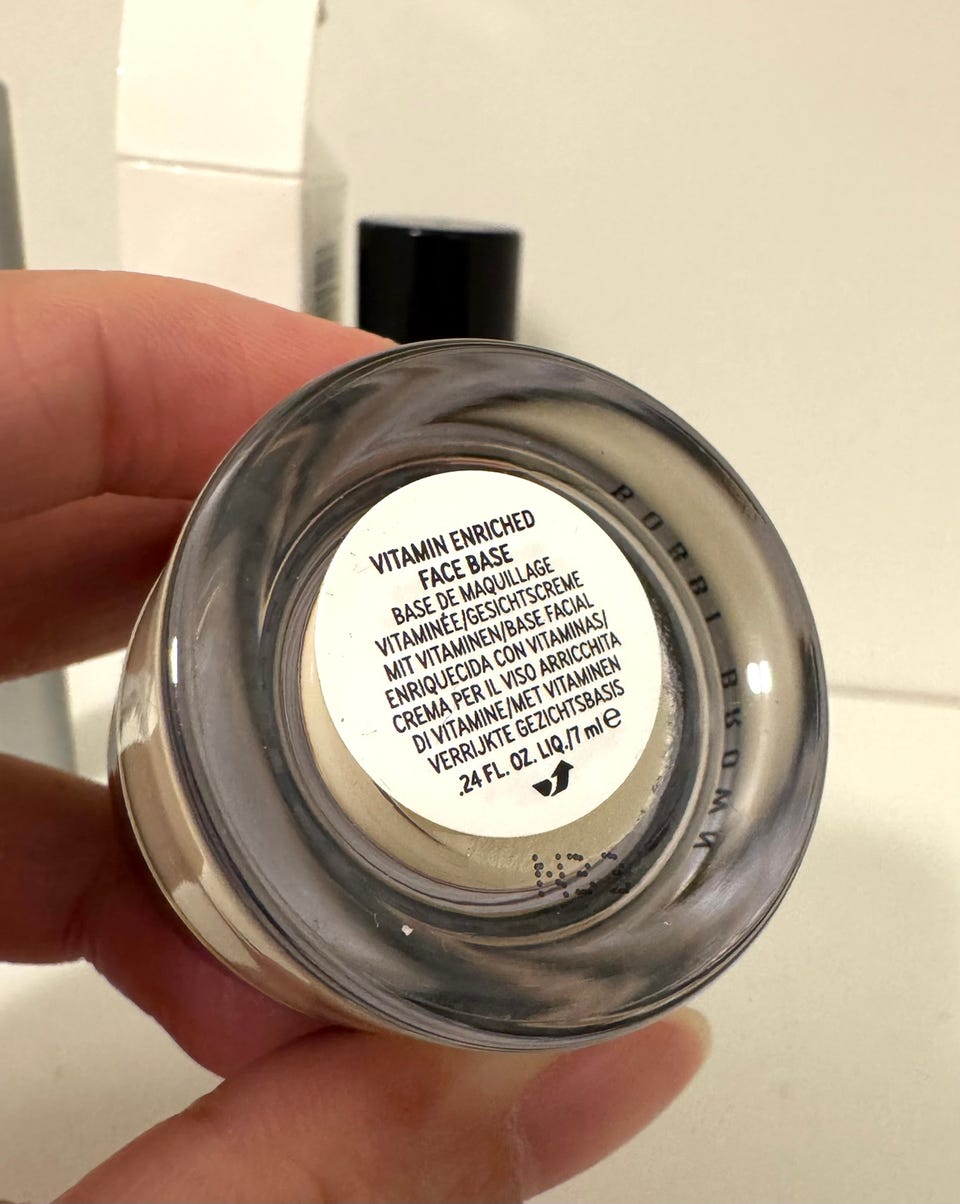 VITAMIN ENRICHED
FACE BASE
BASE DE MAQUILLAGE
VITAMINÉE/GESICHTSCREME
MIT VITAMINEN/BASE FACIAL
ENRIQUECIDA CON VITAMINAS/
CREMA PER IL VISO ARRICCHITA
DI VITAMINE/MET VITAMINEN
VERRIJKTE GEZICHTSBASIS
.24 FL. OZ. LIQ./7 ml e
BOBBI BROWN